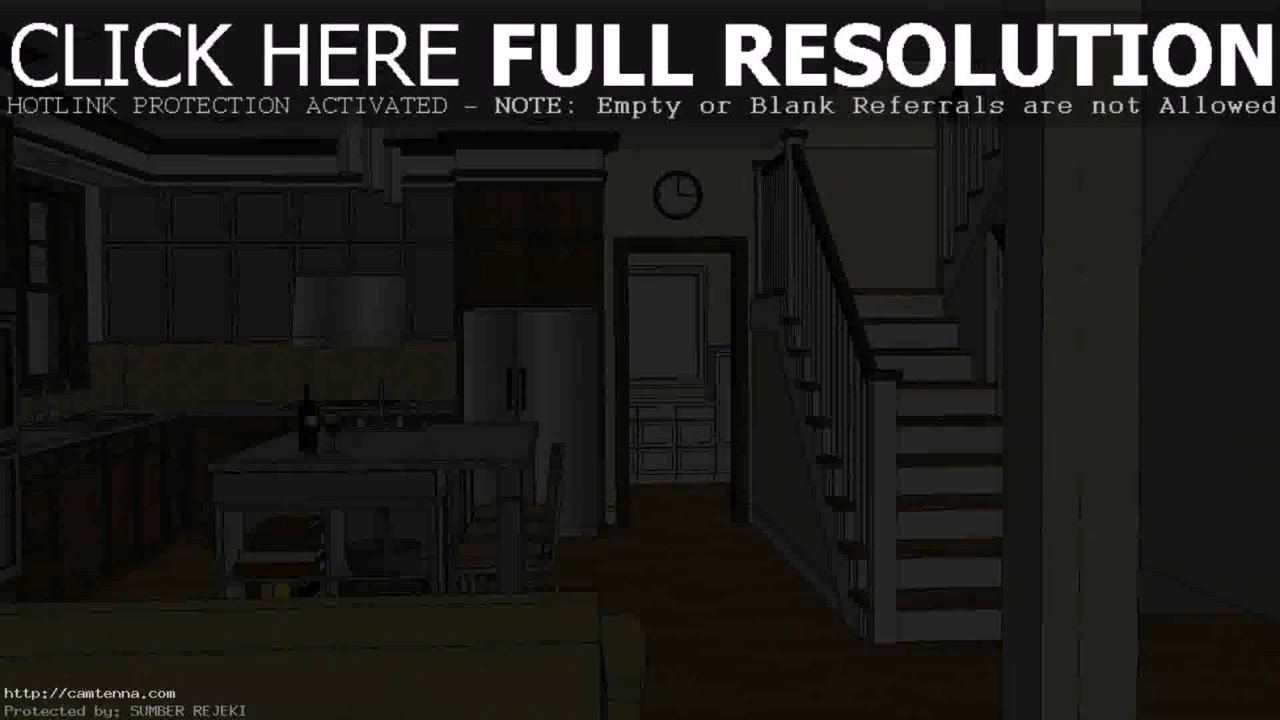 CLICK HERE FULL RESOLUTION
HOTLINK PROTECTION ACTIVATED - NOTE: Empty or Blank Referrals are not Allowed
http://camtenna.com
Protected by: SUMBER REJEKI